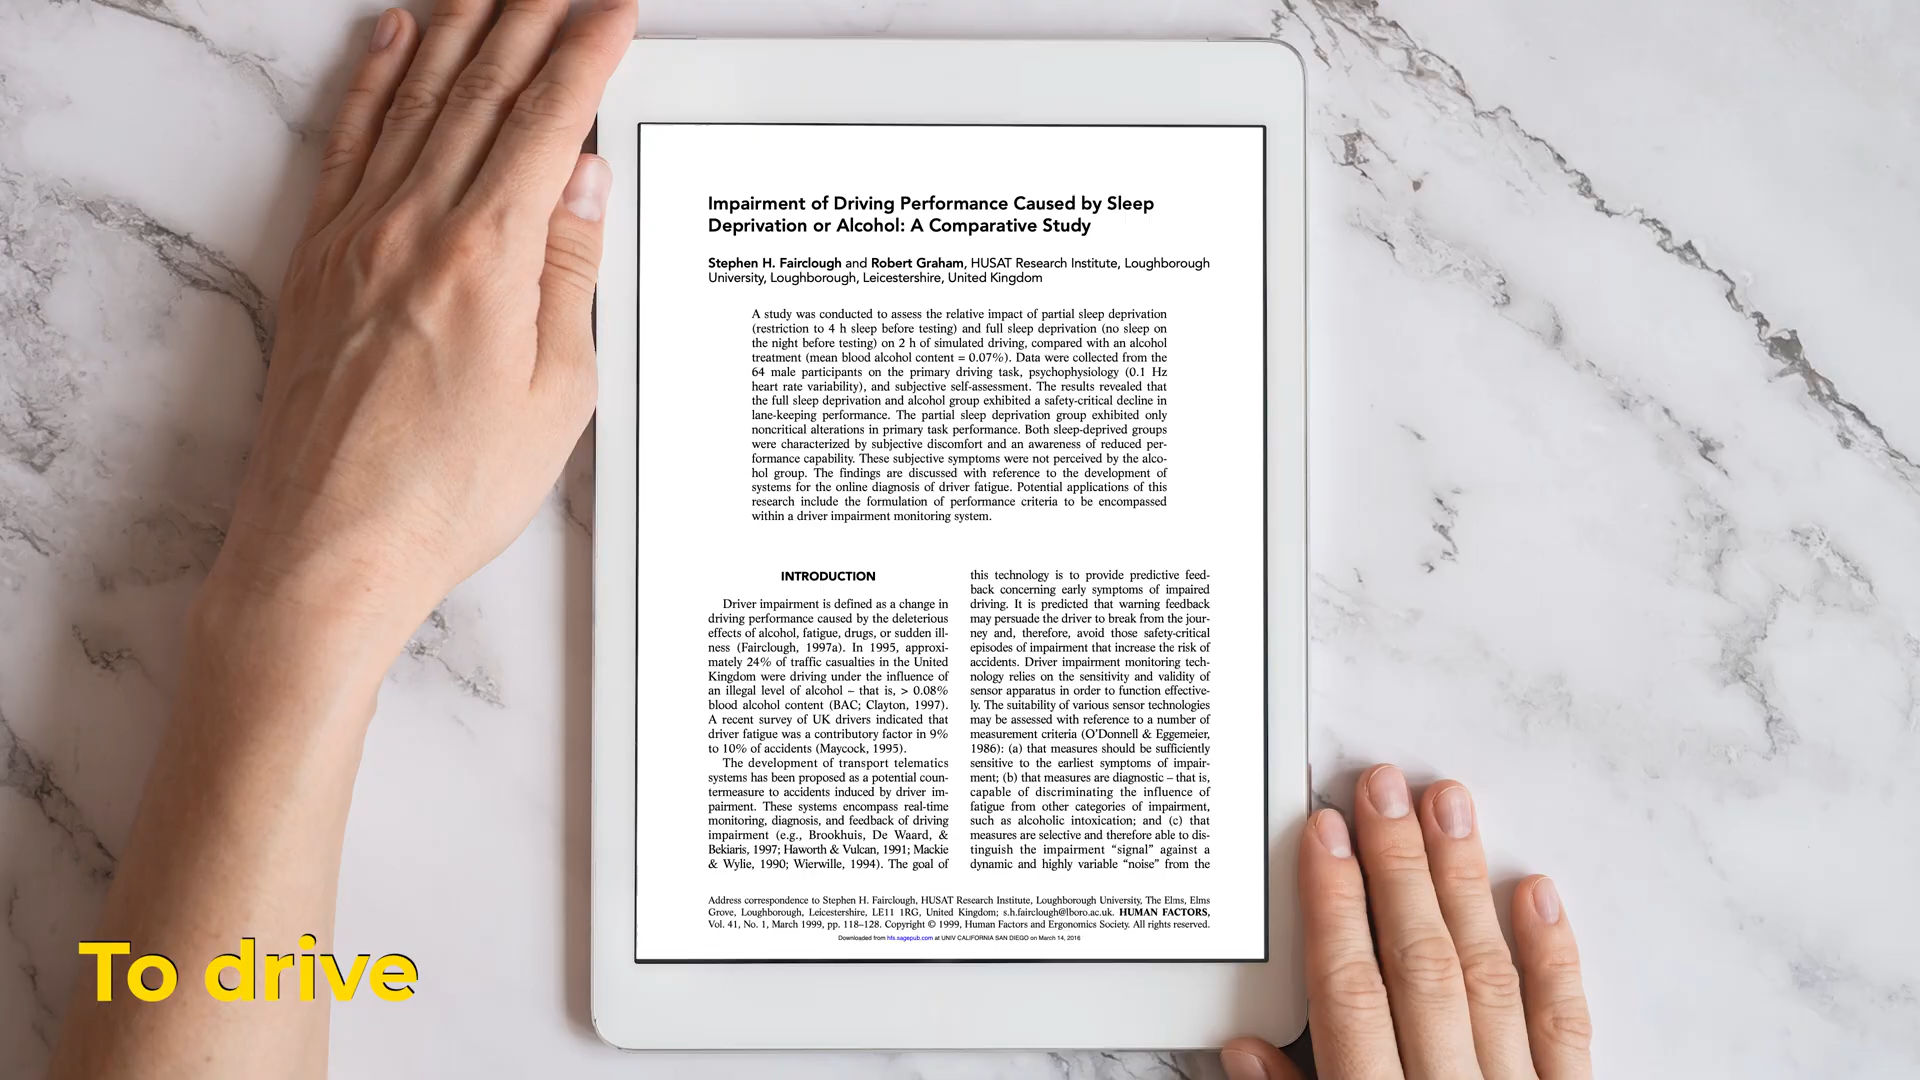 Impairment of Driving Performance Caused by Sleep
Deprivation or Alcohol: A Comparative Study
Stephen H. Fairclough and Robert Graham, HUSAT Research Institute, Loughborough
University, Loughborough, Leicestershire, United Kingdom
A study was conducted to assess the relative impact of partial sleep deprivation
(restriction to 4 h sleep before testing) and full sleep deprivation (no sleep on
the night before testing) on 2 h of simulated driving, compared with an alcohol
treatment (mean blood alcohol content = 0.07%). Data were collected from the
64 male participants on the primary driving task, psychophysiology (0.1 Hz
heart rate variability), and subjective self-assessment. The results revealed that
the full sleep deprivation and alcohol group exhibited a safety-critical decline in
lane-keeping performance. The partial sleep deprivation group exhibited only
noncritical alterations in primary task performance. Both sleep-deprived groups
were characterized by subjective discomfort and an awareness of reduced per-
formance capability. These subjective symptoms were not perceived by the alco-
hol group. The findings are discussed with reference to the development of
systems for the online diagnosis of driver fatigue. Potential applications of this
research include the formulation of performance criteria to be encompassed
within a driver impairment monitoring system.
INTRODUCTION
Driver impairment is defined as a change in
driving performance caused by the deleterious
effects of alcohol, fatigue, drugs, or sudden ill-
ness (Fairclough, 1997a). In 1995, approxi-
mately 24% of traffic casualties in the United
Kingdom were driving under the influence of
an illegal level of alcohol – that is, > 0.08%
blood alcohol content (BAC; Clayton, 1997).
A recent survey of UK drivers indicated that
driver fatigue was a contributory factor in 9%
to 10% of accidents (Maycock, 1995).
The development of transport telematics
systems has been proposed as a potential coun-
termeasure to accidents induced by driver im-
pairment. These systems encompass real-time
monitoring, diagnosis, and feedback of driving
impairment (e.g., Brookhuis, De Waard, &
Bekiaris, 1997; Haworth & Vulcan, 1991; Mackie
& Wylie, 1990; Wierwille, 1994). The goal of
this technology is to provide predictive feed-
back concerning early symptoms of impaired
driving. It is predicted that warning feedback
may persuade the driver to break from the jour-
ney and, therefore, avoid those safety-critical
episodes of impairment that increase the risk of
accidents. Driver impairment monitoring tech-
nology relies on the sensitivity and validity of
sensor apparatus in order to function effective-
ly. The suitability of various sensor technologies
may be assessed with reference to a number of
measurement criteria (O'Donnell & Eggemeier,
1986): (a) that measures should be sufficiently
sensitive to the earliest symptoms of impair-
ment; (b) that measures are diagnostic – that is,
capable of discriminating the influence of
fatigue from other categories of impairment,
such as alcoholic intoxication; and (c) that
measures are selective and therefore able to dis-
tinguish the impairment “signal” against a
dynamic and highly variable “noise” from the
Address correspondence to Stephen H. Fairclough, HUSAT Research Institute, Loughborough University, The Elms, Elms
Grove, Loughborough, Leicestershire, LE11 1RG, United Kingdom; s.h.fairclough@lboro.ac.uk. HUMAN FACTORS,
Vol. 41, No. 1, March 1999, pp. 118–128. Copyright © 1999, Human Factors and Ergonomics Society. All rights reserved.
Downloaded from hfs.sagepub.com at UNIV CALIFORNIA SAN DIEGO on March 14, 2016
To drive